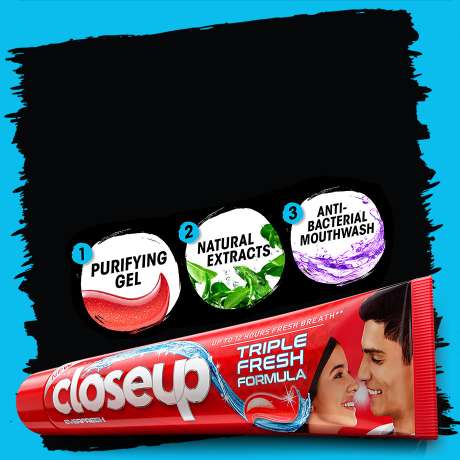 1
PURIFYING
GEL
2
NATURAL
EXTRACTS
3
ANTI-
BACTERIAL
MOUTHWASH
UP TO 12 HOURS FRESH BREATH**
TRIPLE
FRESH
FORMULA
closeup
EVERFRESH